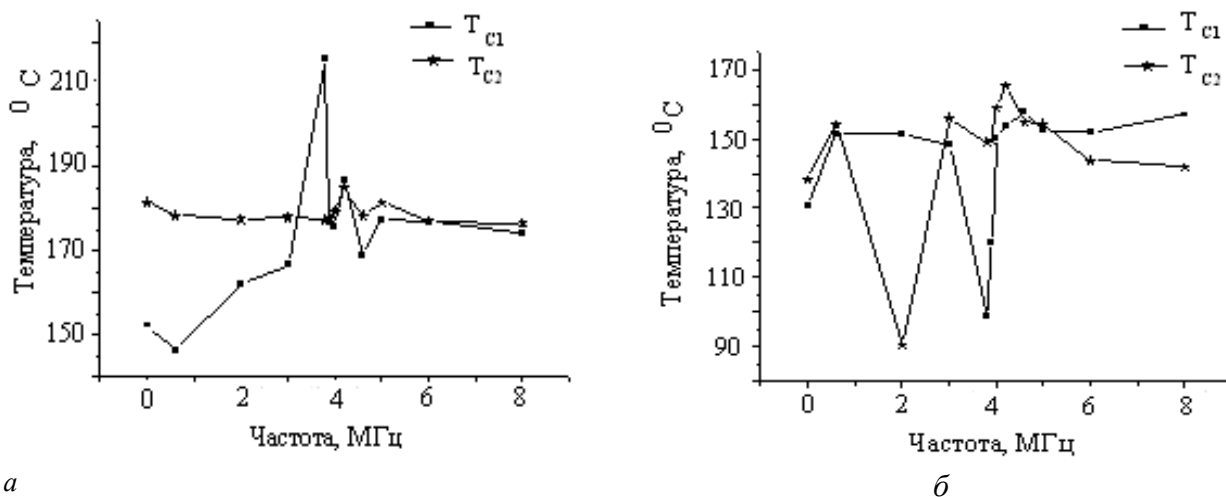 T C1
T C2
Температура, 0 C
210
190
170
150
0 2 4 6 8
Частота, МГц
а
T C1
T C2
Температура, 0 C
170
150
130
110
90
0 2 4 6 8
Частота, МГц
б